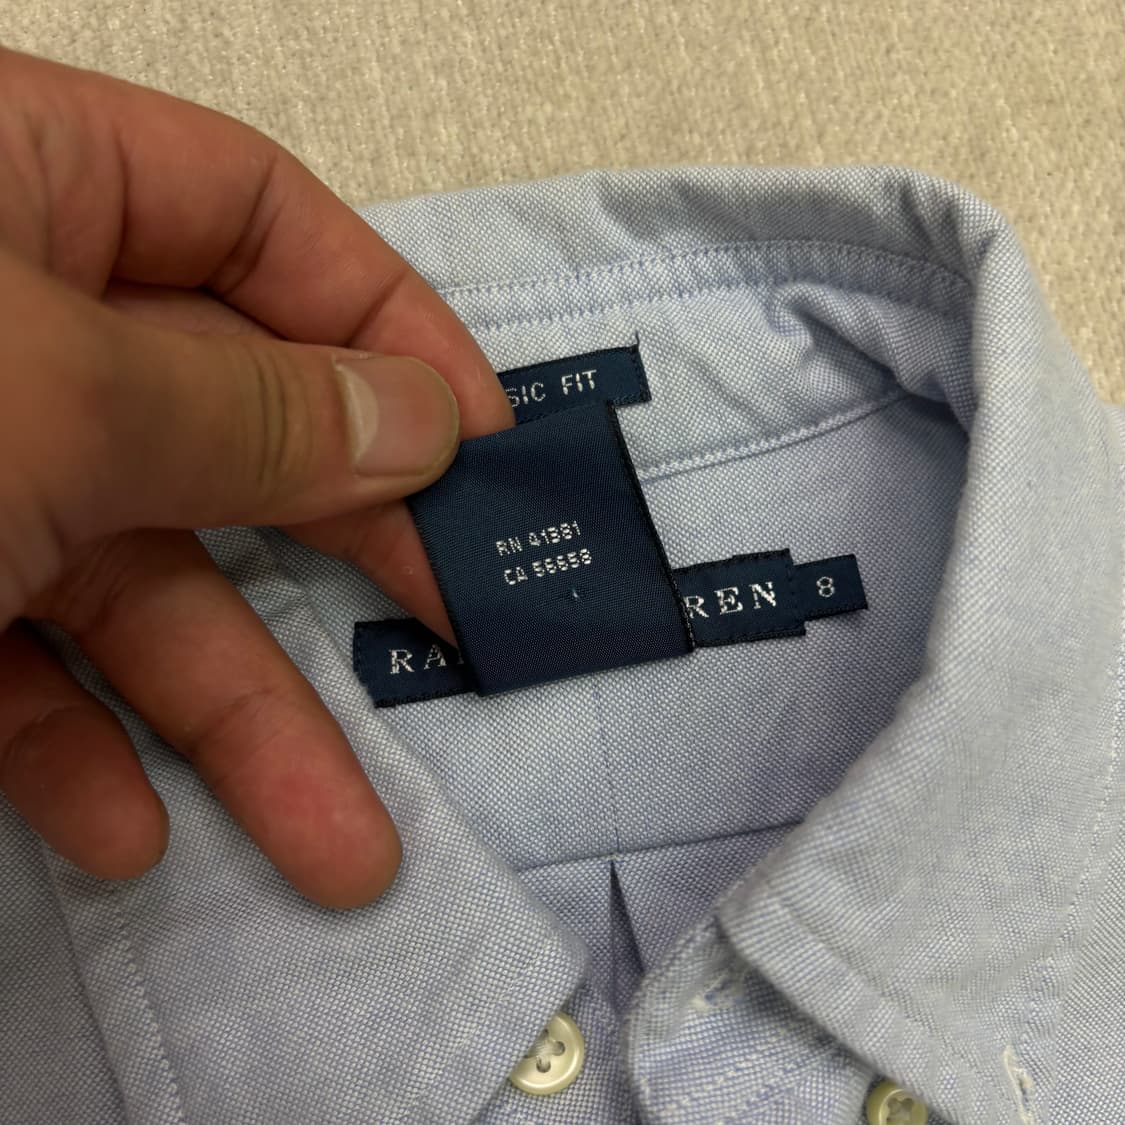 SIC FIT
RN 41381
CA 56658
RA
REN
8